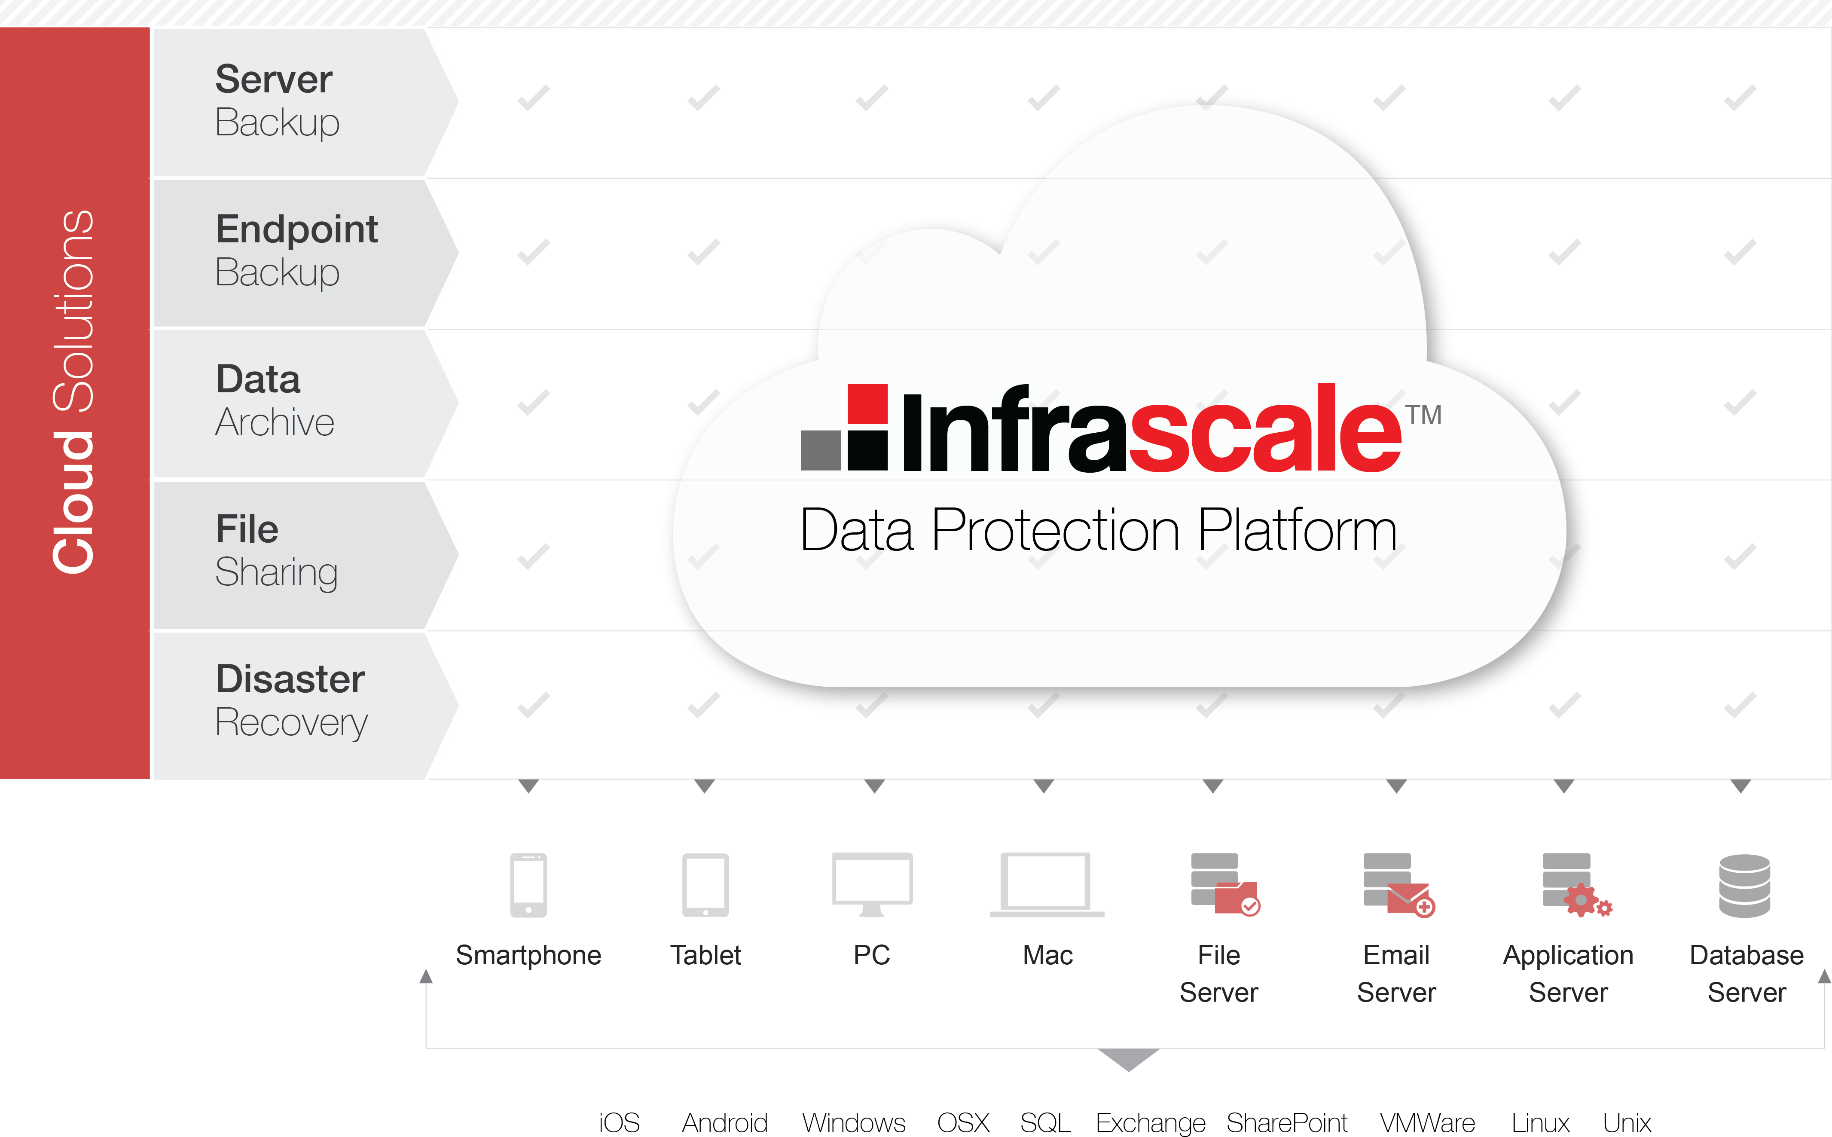 Cloud Solutions
Server
Backup
Endpoint
Backup
Data
Archive
File
Sharing
Disaster
Recovery
Infrascale™
Data Protection Platform
Smartphone
Tablet
PC
Mac
File
Server
Email
Server
Application
Server
Database
Server
iOS Android Windows OSX SQL Exchange SharePoint VMWare Linux Unix